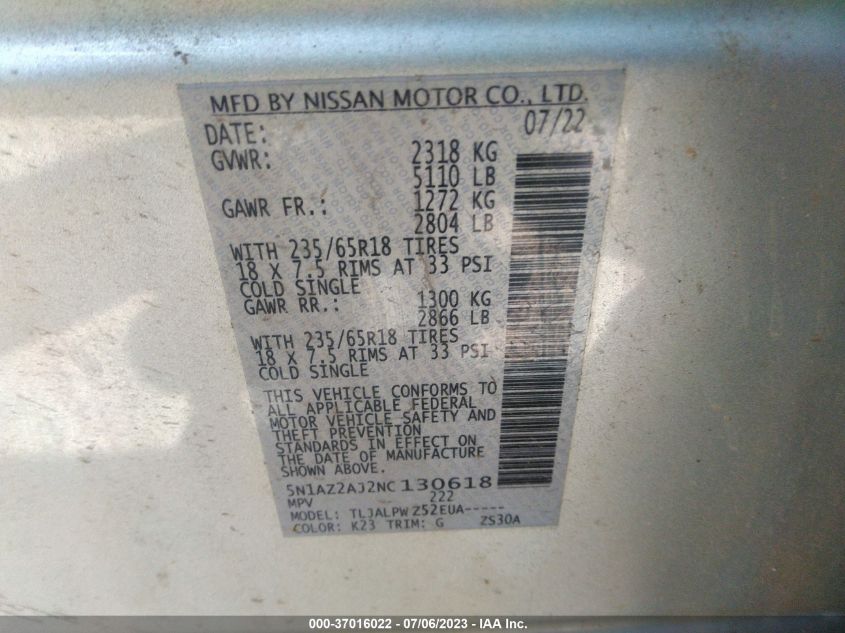 MFD BY NISSAN MOTOR CO., LTD.
DATE: 07/22
GVWR: 2318 KG
5110 LB
GAWR FR.: 1272 KG
2804 LB
WITH 235/65R18 TIRES
18 X 7.5 RIMS AT 33 PSI
COLD SINGLE
GAWR RR.: 1300 KG
2866 LB
WITH 235/65R18 TIRES
18 X 7.5 RIMS AT 33 PSI
COLD SINGLE
THIS VEHICLE CONFORMS TO
ALL APPLICABLE FEDERAL
MOTOR VEHICLE SAFETY AND
THEFT PREVENTION
STANDARDS IN EFFECT ON
THE DATE OF MANUFACTURE
SHOWN ABOVE.
5N1AZ2AJ2NC130618
MPV 222
MODEL: TLJALPWZ52EUA-----
COLOR: K23 TRIM: G ZS30A
000-37016022 - 07/06/2023 - IAA Inc.